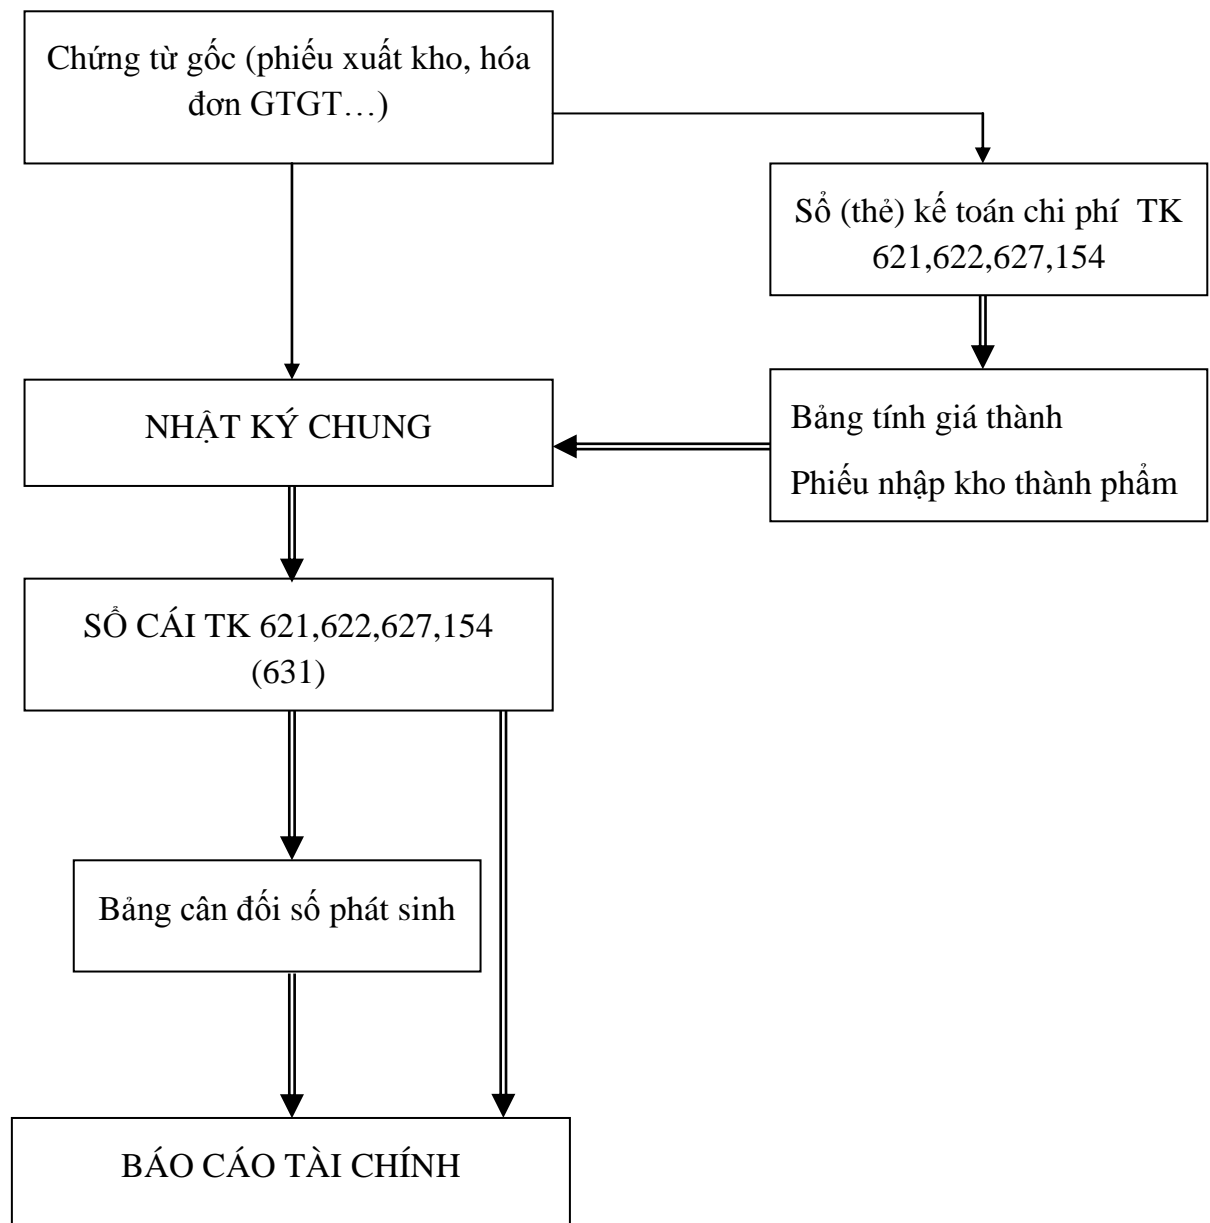 Chứng từ gốc (phiếu xuất kho, hóa
đơn GTGT…)
Sổ (thẻ) kế toán chi phí  TK
621,622,627,154
NHẬT KÝ CHUNG
Bảng tính giá thành
Phiếu nhập kho thành phẩm
SỔ CÁI TK 621,622,627,154
(631)
Bảng cân đối số phát sinh
BÁO CÁO TÀI CHÍNH